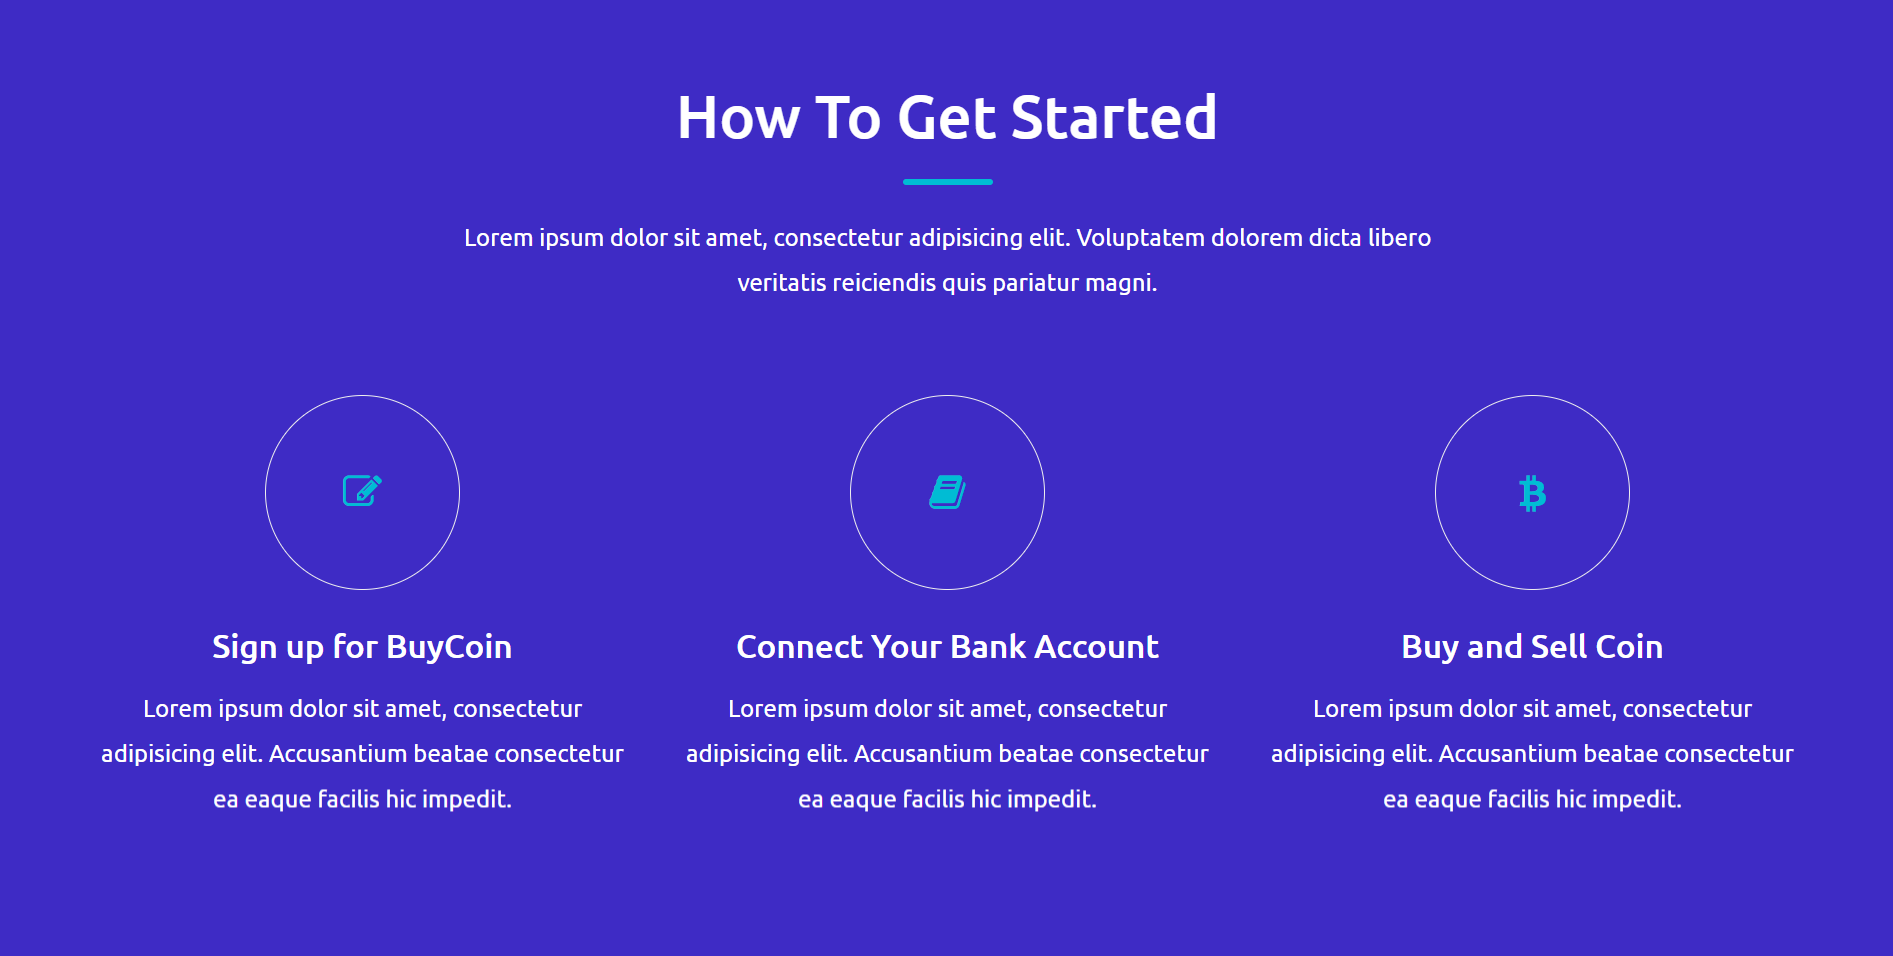 How To Get Started
Lorem ipsum dolor sit amet, consectetur adipisicing elit. Voluptatem dolorem dicta libero
veritatis reiciendis quis pariatur magni.
Sign up for BuyCoin
Lorem ipsum dolor sit amet, consectetur
adipisicing elit. Accusantium beatae consectetur
ea eaque facilis hic impedit.
Connect Your Bank Account
Lorem ipsum dolor sit amet, consectetur
adipisicing elit. Accusantium beatae consectetur
ea eaque facilis hic impedit.
Buy and Sell Coin
Lorem ipsum dolor sit amet, consectetur
adipisicing elit. Accusantium beatae consectetur
ea eaque facilis hic impedit.